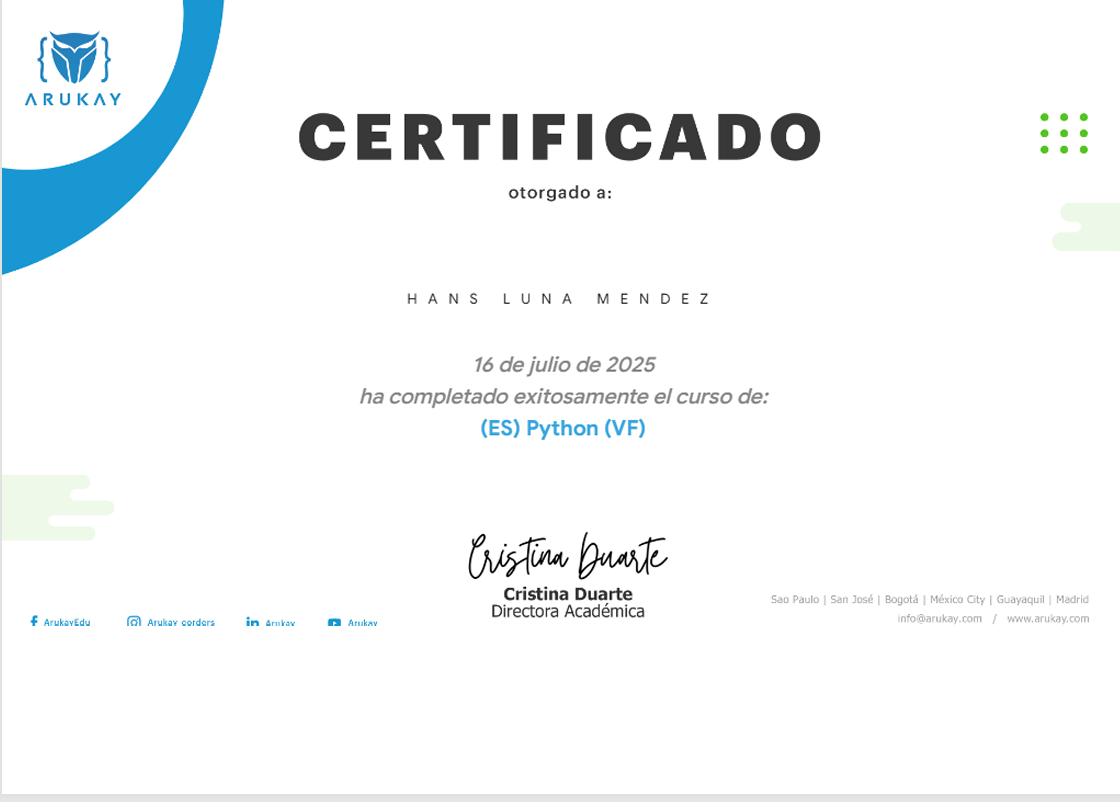 ARUKAY
CERTIFICADO
otorgado a:
HANS LUNA MENDEZ
16 de julio de 2025
ha completado exitosamente el curso de:
(ES) Python (VF)
Cristina Duarte
Cristina Duarte
Directora Académica
Sao Paulo | San José | Bogotá | México City | Guayaquil | Madrid
info@arukay.com / www.arukay.com
ArukayEdu Arukay_corders Arukay Arukay